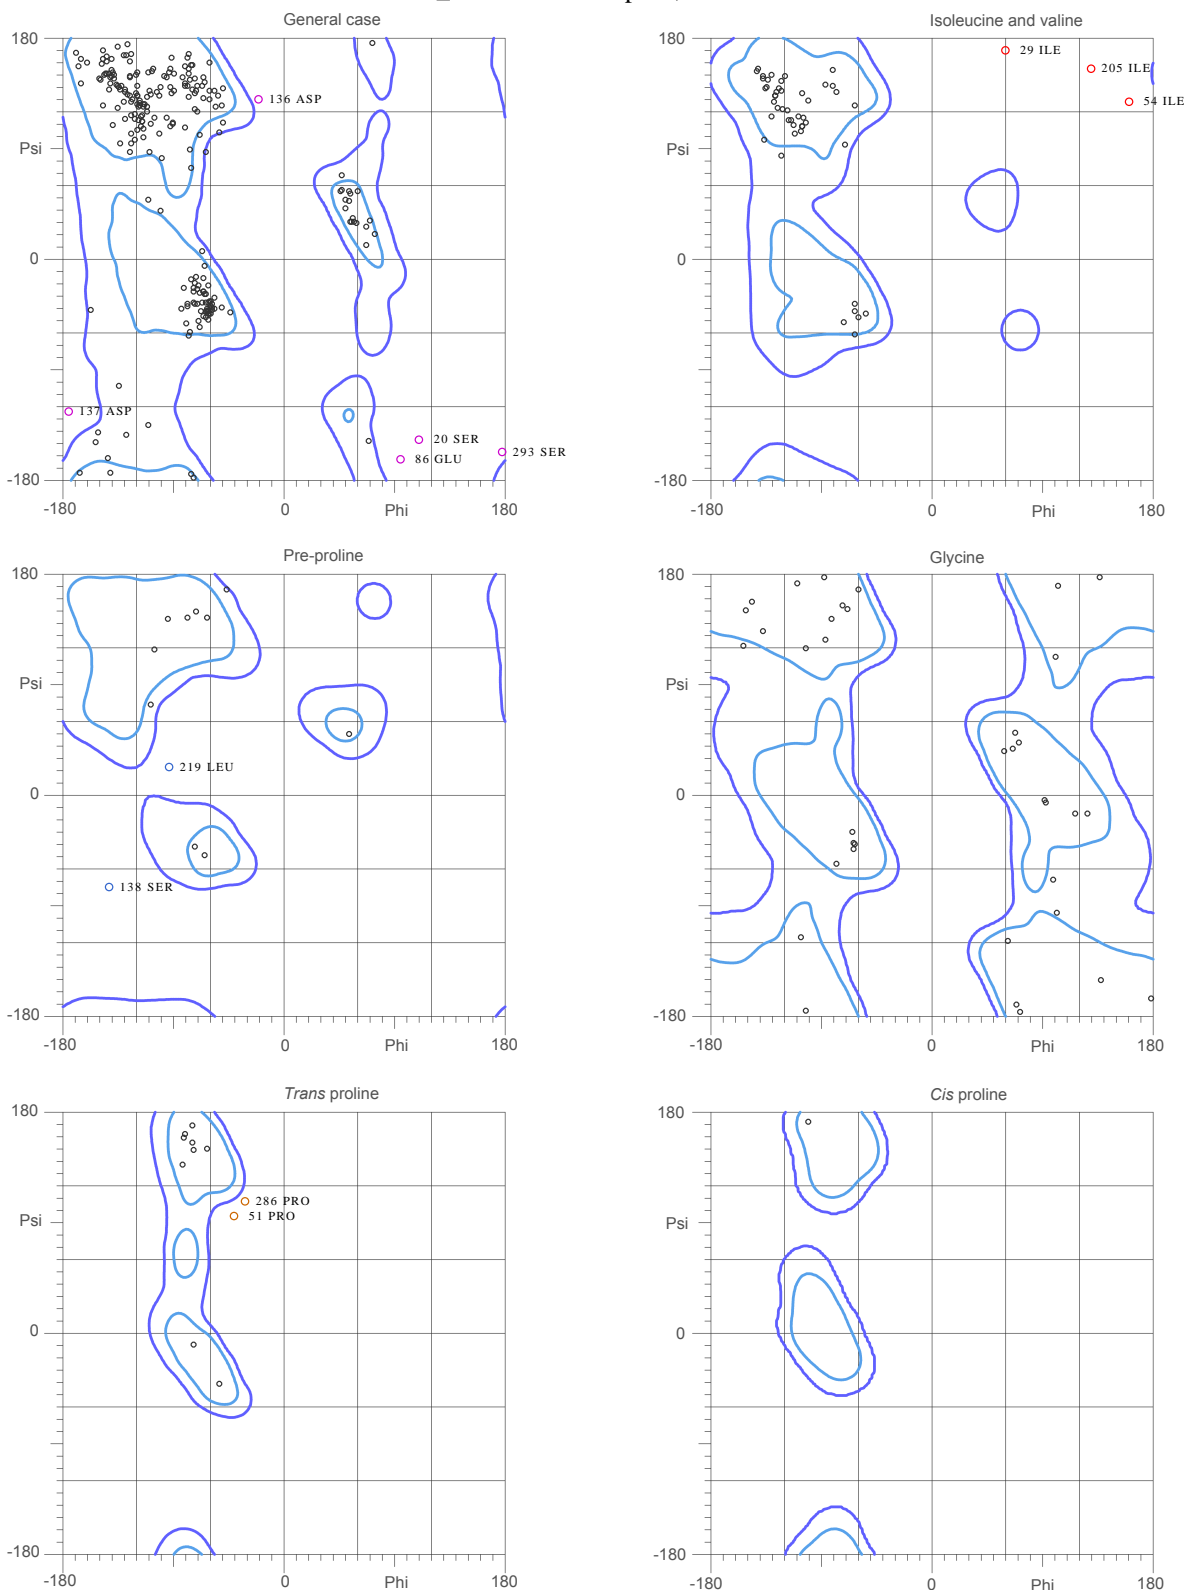 General case
180
136 ASP
Psi
0
137 ASP
20 SER
86 GLU
293 SER
-180
-180
0
Phi
180
Isoleucine and valine
180
29 ILE
205 ILE
54 ILE
Psi
0
-180
-180
0
Phi
180
Pre-proline
180
Psi
219 LEU
0
138 SER
-180
-180
0
Phi
180
Glycine
180
Psi
0
-180
-180
0
Phi
180
Trans proline
180
286 PRO
51 PRO
Psi
0
-180
-180
0
Phi
180
Cis proline
180
Psi
0
-180
-180
0
Phi
180